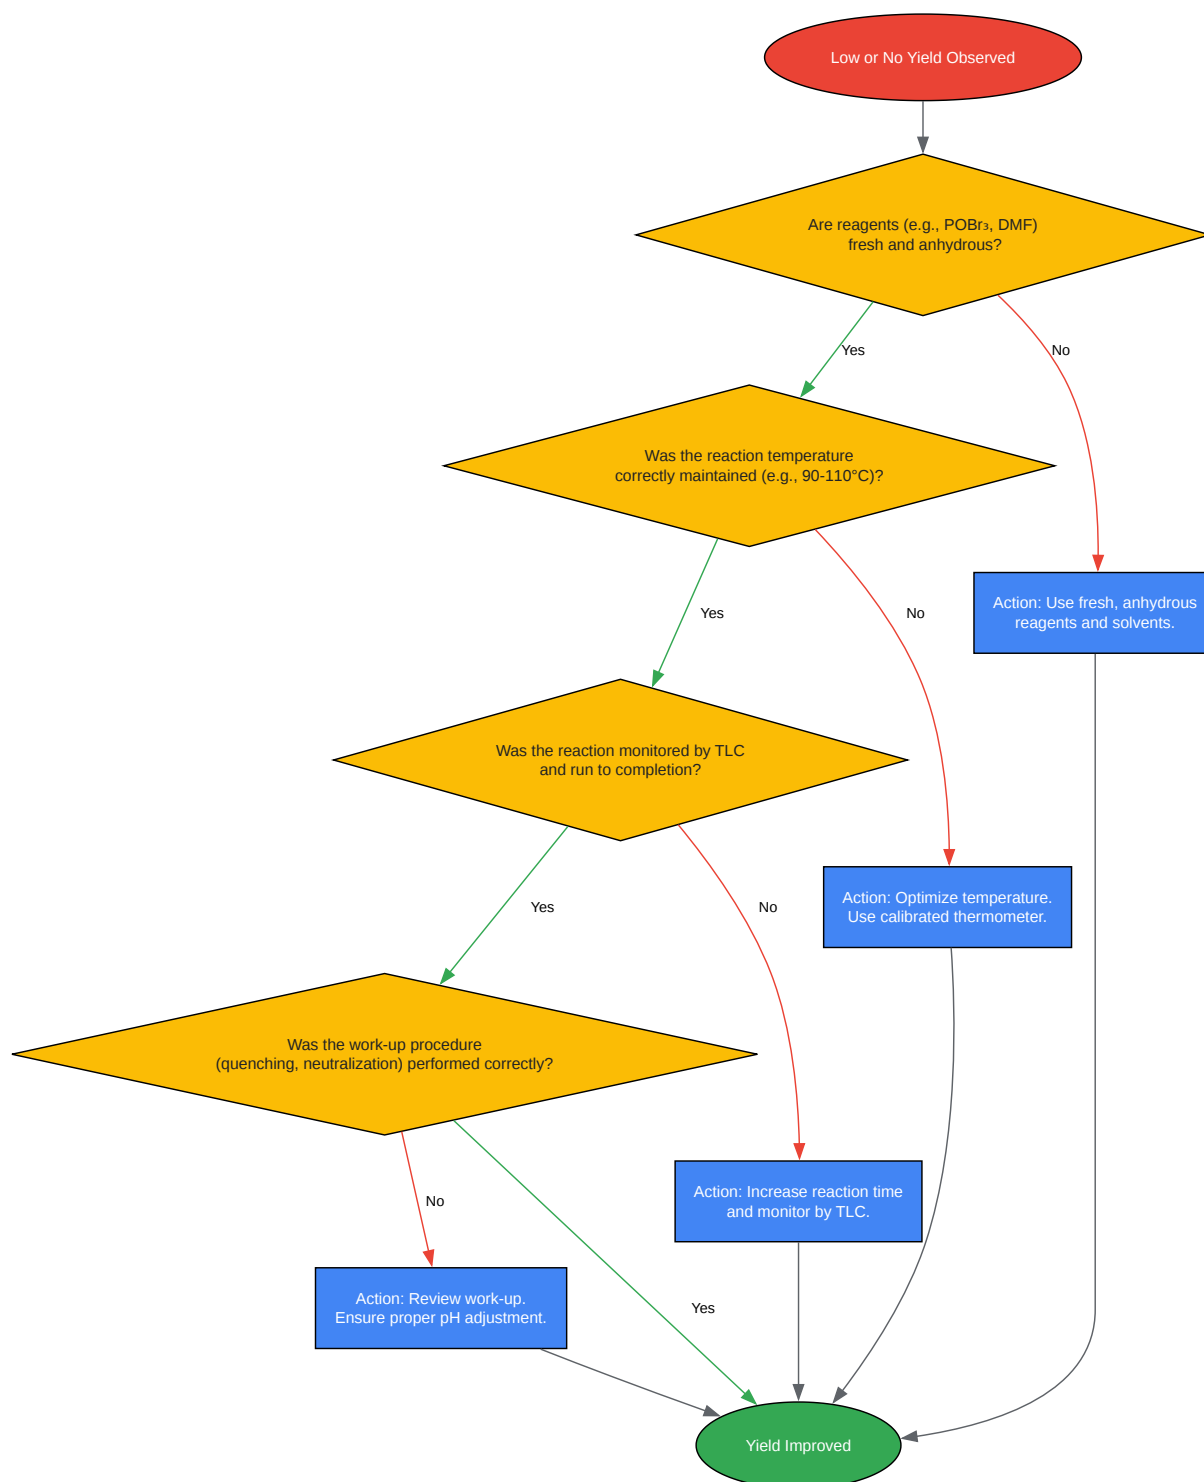 Low or No Yield Observed
Are reagents (e.g., POBr₃, DMF)
fresh and anhydrous?
Yes
No
Was the reaction temperature
correctly maintained (e.g., 90-110°C)?
Yes
No
Action: Use fresh, anhydrous
reagents and solvents.
Was the reaction monitored by TLC
and run to completion?
Yes
No
Action: Optimize temperature.
Use calibrated thermometer.
Was the work-up procedure
(quenching, neutralization) performed correctly?
No
Yes
Action: Increase reaction time
and monitor by TLC.
Action: Review work-up.
Ensure proper pH adjustment.
Yield Improved